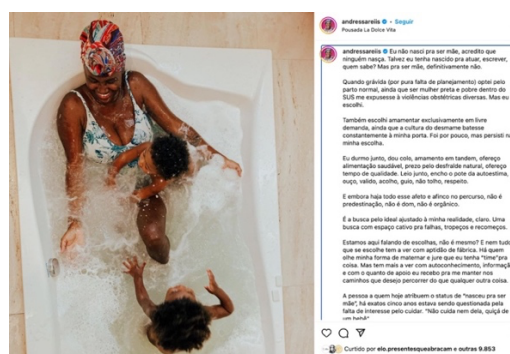 andressareiis • Seguir
Pousada La Dolce Vita
andressareiis Eu não nasci pra ser mãe, acredito que
ninguém nasça. Talvez eu tenha nascido pra atuar, escrever,
quem sabe? Mas pra ser mãe, definitivamente não.
Quando grávida (por pura falta de planejamento) optei pelo
parto normal, ainda que ser mulher preta e pobre dentro do
SUS me expusesse à violências obstétricas diversas. Mas eu
escolhi.
Também escolhi amamentar exclusivamente em livre
demanda, ainda que a cultura do desmame batesse
constantemente à minha porta. Foi por pouco, mas persisti na
minha escolha.
Eu durmo junto, dou colo, amamento em tandem, ofereço
alimentação saudável, prezo pelo desfralde natural, ofereço
tempo de qualidade. Leio junto, encho o pote da autoestima,
ouço, valido, acolho, guio, não tolho, respeito.
E embora haja todo esse afeto e afinco no percurso, não é
predestinação, não é dom, não é orgânico.
É a busca pelo ideal ajustado à minha realidade, claro. Uma
busca com espaço cativo pra falhas, tropeços e recomeços.
Estamos aqui falando de escolhas, não é mesmo? E nem tudo
que se escolhe tem a ver com aptidão de fábrica. Há quem
olhe minha forma de maternar e jure que eu tenha "time"pra
coisa. Mas tem mais a ver com autoconhecimento, informaçã
e com o quanto de apoio eu recebo pra me manter nos
caminhos que desejo percorrer do que qualquer outra coisa.
A pessoa a quem hoje atribuem o status de "nasceu pra ser
mãe", há exatos cinco anos estava sendo questionada pela
falta de interesse pelo cuidar. "Não cuida nem dela, quiçá de
um bebê"
Curtido por elo.presentesqueabracam e outras 9.853